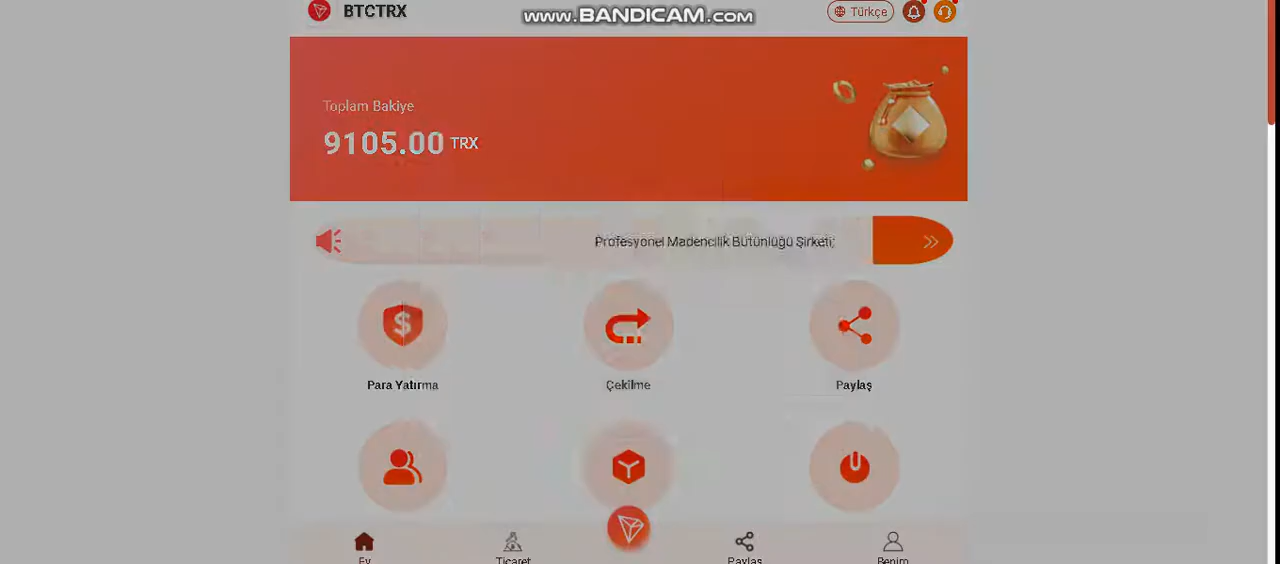 BTCTRX
www.BANDICAM.com
Türkçe
Toplam Bakiye
9105.00 TRX
Profesyonel Madencilik Bütünlüğü Şirketi;
Para Yatırma
Çekilme
Paylaş
Ev
Ticaret
Paylaş
Benim